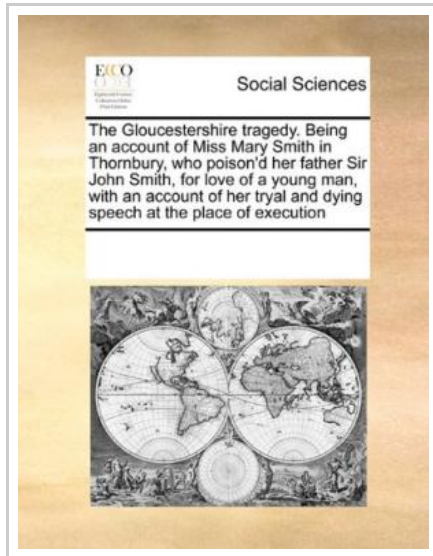 ECCO
Social Sciences
The Gloucestershire tragedy. Being
an account of Miss Mary Smith in
Thornbury, who poison'd her father Sir
John Smith, for love of a young man,
with an account of her tryal and dying
speech at the place of execution